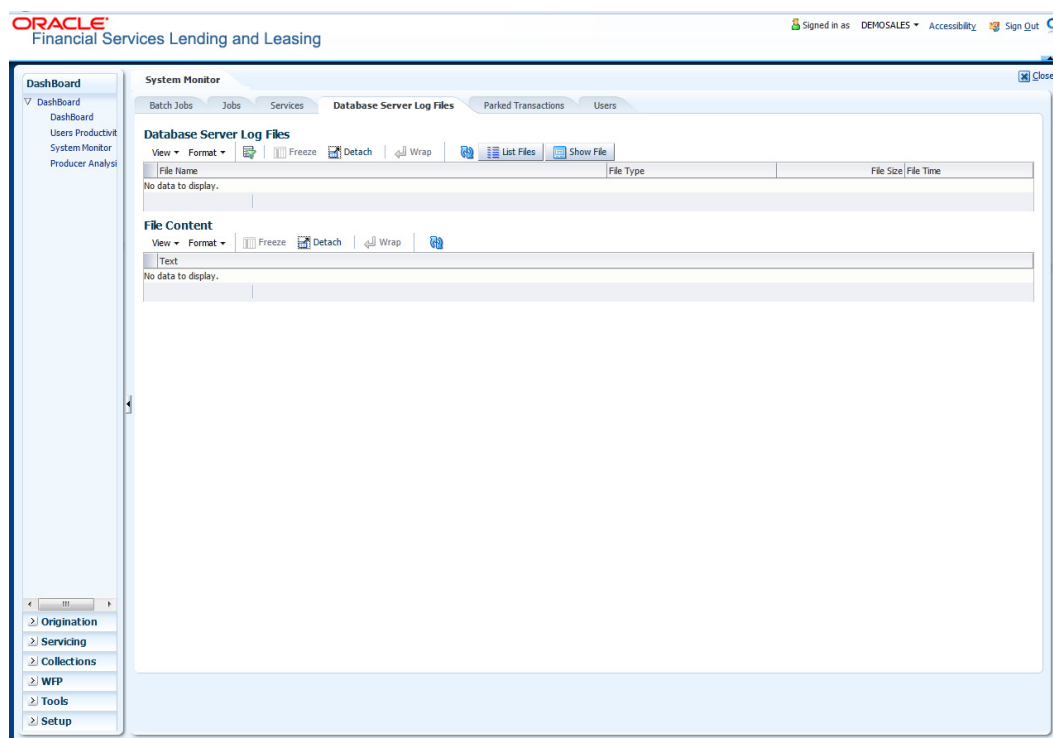 ORACLE
Financial Services Lending and Leasing
Signed in as DEMOSALES Accessibility Sign Out
DashBoard
DashBoard
DashBoard
Users Productivit
System Monitor
Producer Analysi
Origination
Servicing
Collections
WFP
Tools
Setup
System Monitor
Close
Batch Jobs Jobs Services Database Server Log Files Parked Transactions Users
Database Server Log Files
View Format Freeze Detach Wrap List Files Show File
File Name File Type File Size File Time
No data to display.
File Content
View Format Freeze Detach Wrap
Text
No data to display.